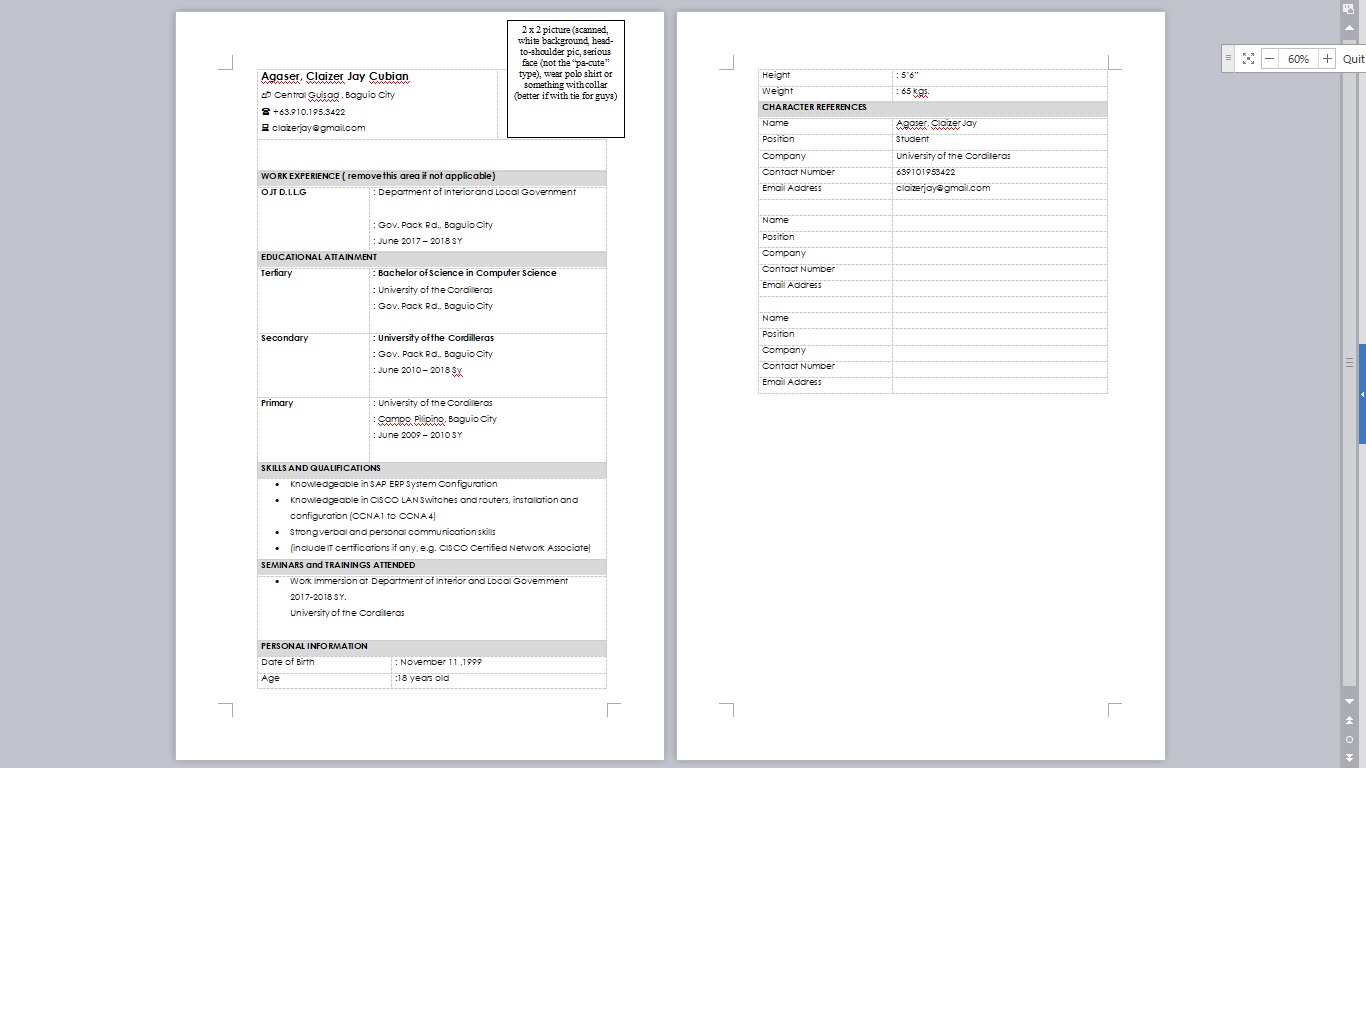 2 x 2 picture (scanned,
white background, head-
to-shoulder pic, serious
face (not the "pa-cute"
type), wear polo shirt or
something with collar
(better if with tie for guys)
Agaser, Claizer Jay Cubian
Central Guisad , Baguio City
+63.910.195.3422
claizerjay@gmail.com
WORK EXPERIENCE ( remove this area if not applicable)
OJT D.I.L.G : Department of Interior and Local Government
: Gov. Pack Rd., Baguio City
: June 2017 – 2018 SY
EDUCATIONAL ATTAINMENT
Tertiary : Bachelor of Science in Computer Science
: University of the Cordilleras
: Gov. Pack Rd., Baguio City
Secondary : University of the Cordilleras
: Gov. Pack Rd., Baguio City
: June 2010 – 2018 Sy
Primary : University of the Cordilleras
: Campo Pilipino, Baguio City
: June 2009 – 2010 SY
SKILLS AND QUALIFICATIONS
• Knowledgeable in SAP ERP System Configuration
• Knowledgeable in CISCO LAN Switches and routers, installation and
configuration (CCNA1 to CCNA4)
• Strong verbal and personal communication skills
• (include IT certifications if any, e.g. CISCO Certified Network Associate)
SEMINARS and TRAININGS ATTENDED
• Work Immersion at Department of Interior and Local Government
2017-2018 SY.
University of the Cordilleras
PERSONAL INFORMATION
Date of Birth : November 11 ,1999
Age :18 years old
Height : 5'6"
Weight : 65 kgs.
CHARACTER REFERENCES
Name Agaser, Claizer Jay
Position Student
Company University of the Cordilleras
Contact Number 639101953422
Email Address claizerjay@gmail.com
Name
Position
Company
Contact Number
Email Address
Name
Position
Company
Contact Number
Email Address
60% Quit